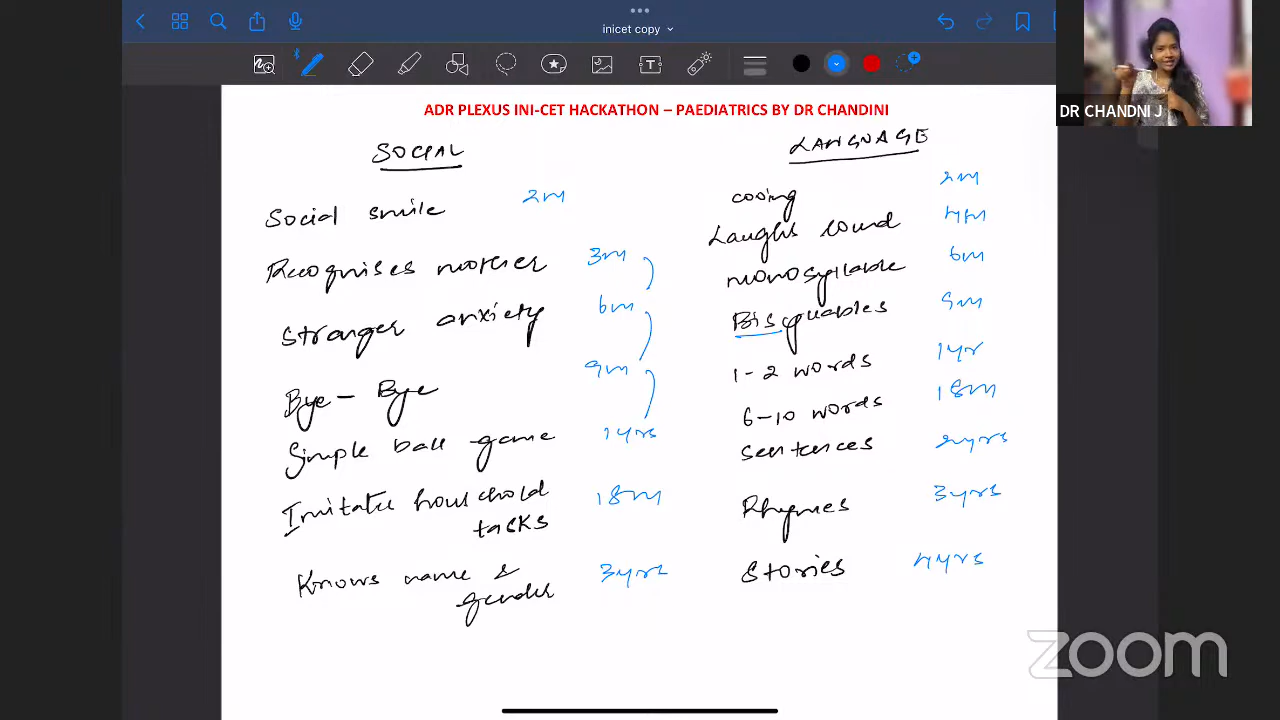 inicet copy
ADR PLEXUS INI-CET HACKATHON – PAEDIATRICS BY DR CHANDINI
DR CHANDNI J
SOCIAL
Social smile 2m
Recognises mother 3m
Stranger anxiety 6m
Bye - Bye 9m
Simple ball game 1yrs
Imitate household tasks 18m
Knows name & gender 3yrs
LANGUAGE
cooing 2m
Laughs loud 4m
monosyllable 6m
Bisyllables 9m
1-2 words 1yr
6-10 words 18m
sentences 2yrs
Rhymes 3yrs
Stories 4yrs
zoom